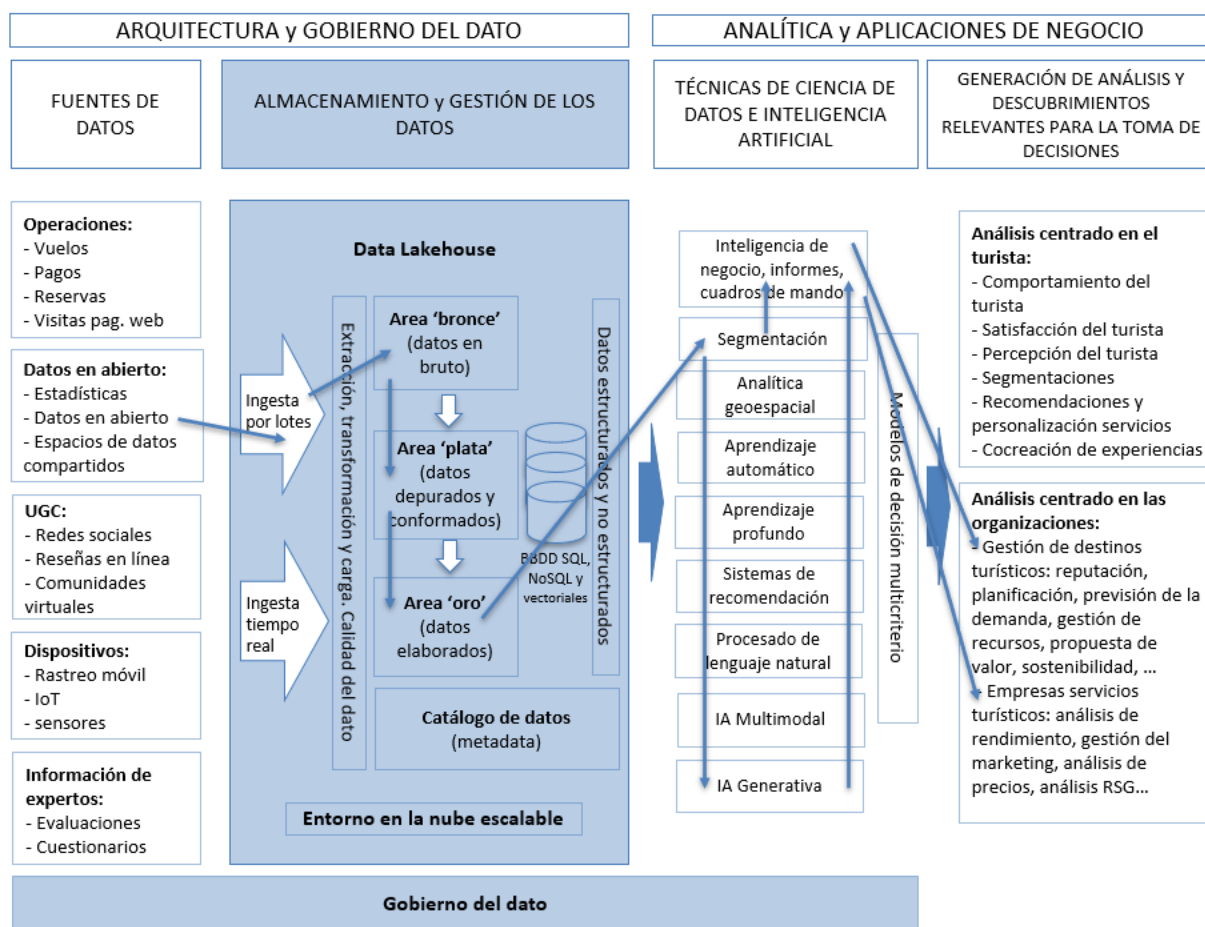 ARQUITECTURA y GOBIERNO DEL DATO
ANALÍTICA y APLICACIONES DE NEGOCIO
FUENTES DE
DATOS
ALMACENAMIENTO y GESTIÓN DE LOS
DATOS
TÉCNICAS DE CIENCIA DE
DATOS E INTELIGENCIA
ARTIFICIAL
GENERACIÓN DE ANÁLISIS Y
DESCUBRIMIENTOS
RELEVANTES PARA LA TOMA DE
DECISIONES
Operaciones:
- Vuelos
- Pagos
- Reservas
- Visitas pag. web
Datos en abierto:
- Estadísticas
- Datos en abierto
- Espacios de datos
compartidos
UGC:
- Redes sociales
- Reseñas en línea
- Comunidades
virtuales
Dispositivos:
- Rastreo móvil
- IoT
- sensores
Información de
expertos:
- Evaluaciones
- Cuestionarios
Data Lakehouse
Ingesta
por lotes
Ingesta
tiempo
real
Extracción, transformación y carga. Calidad del dato
Area ‘bronce’
(datos en
bruto)
Area ‘plata’
(datos
depurados y
conformados)
Area ‘oro’
(datos
elaborados)
BBDD SQL,
NoSQL y
vectoriales
Datos estructurados y no estructurados
Catálogo de datos
(metadata)
Entorno en la nube escalable
Inteligencia de
negocio, informes,
cuadros de mando
Segmentación
Analítica
geoespacial
Aprendizaje
automático
Aprendizaje
profundo
Sistemas de
recomendación
Procesado de
lenguaje natural
IA Multimodal
IA Generativa
Modelos de decisión multicriterio
Análisis centrado en el
turista:
- Comportamiento del
turista
- Satisfacción del turista
- Percepción del turista
- Segmentaciones
- Recomendaciones y
personalización servicios
- Cocreación de experiencias
Análisis centrado en las
organizaciones:
- Gestión de destinos
turísticos: reputación,
planificación, previsión de la
demanda, gestión de
recursos, propuesta de
valor, sostenibilidad, ...
- Empresas servicios
turísticos: análisis de
rendimiento, gestión del
marketing, análisis de
precios, análisis RSG...
Gobierno del dato